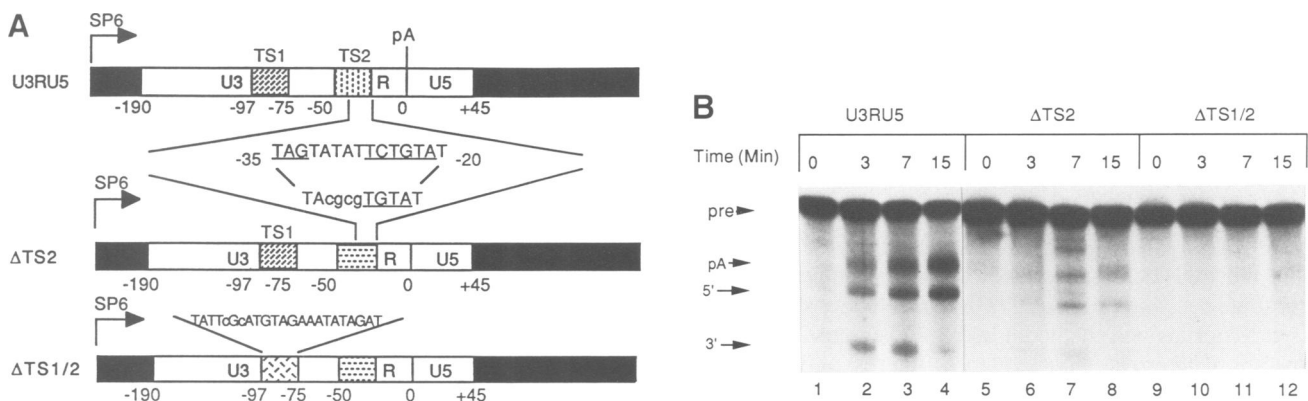 A
SP6
pA
TS1 TS2
U3RU5 U3 R U5
-190 -97 -75 -50 0 +45
-35 TAGTATATTCTGTAT -20
TAcgcgTGTAT
SP6
TS1
ΔTS2 U3 R U5
-190 -97 -75 -50 0 +45
SP6
TATTcGcATGTAGAAATATAGAT
ΔTS1/2 U3 R U5
-190 -97 -75 -50 0 +45
B
U3RU5 ΔTS2 ΔTS1/2
Time (Min) 0 3 7 15 0 3 7 15 0 3 7 15
pre
pA
5'
3'
1 2 3 4 5 6 7 8 9 10 11 12